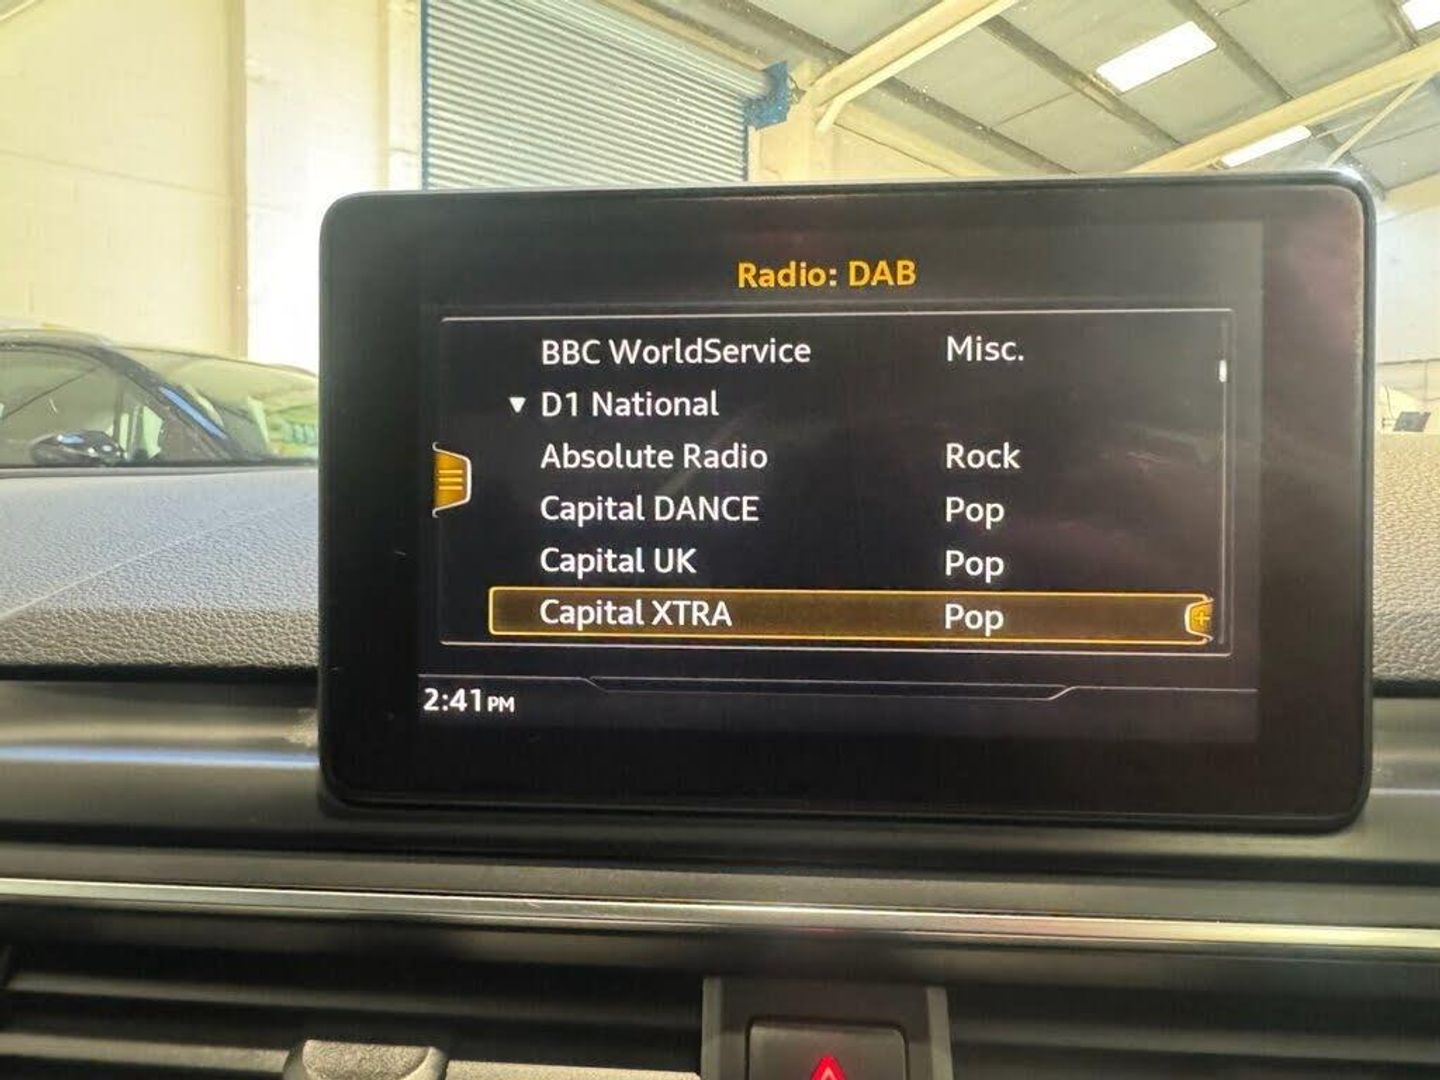 Radio: DAB
BBC WorldService Misc.
▼ D1 National
Absolute Radio Rock
Capital DANCE Pop
Capital UK Pop
Capital XTRA Pop
2:41PM